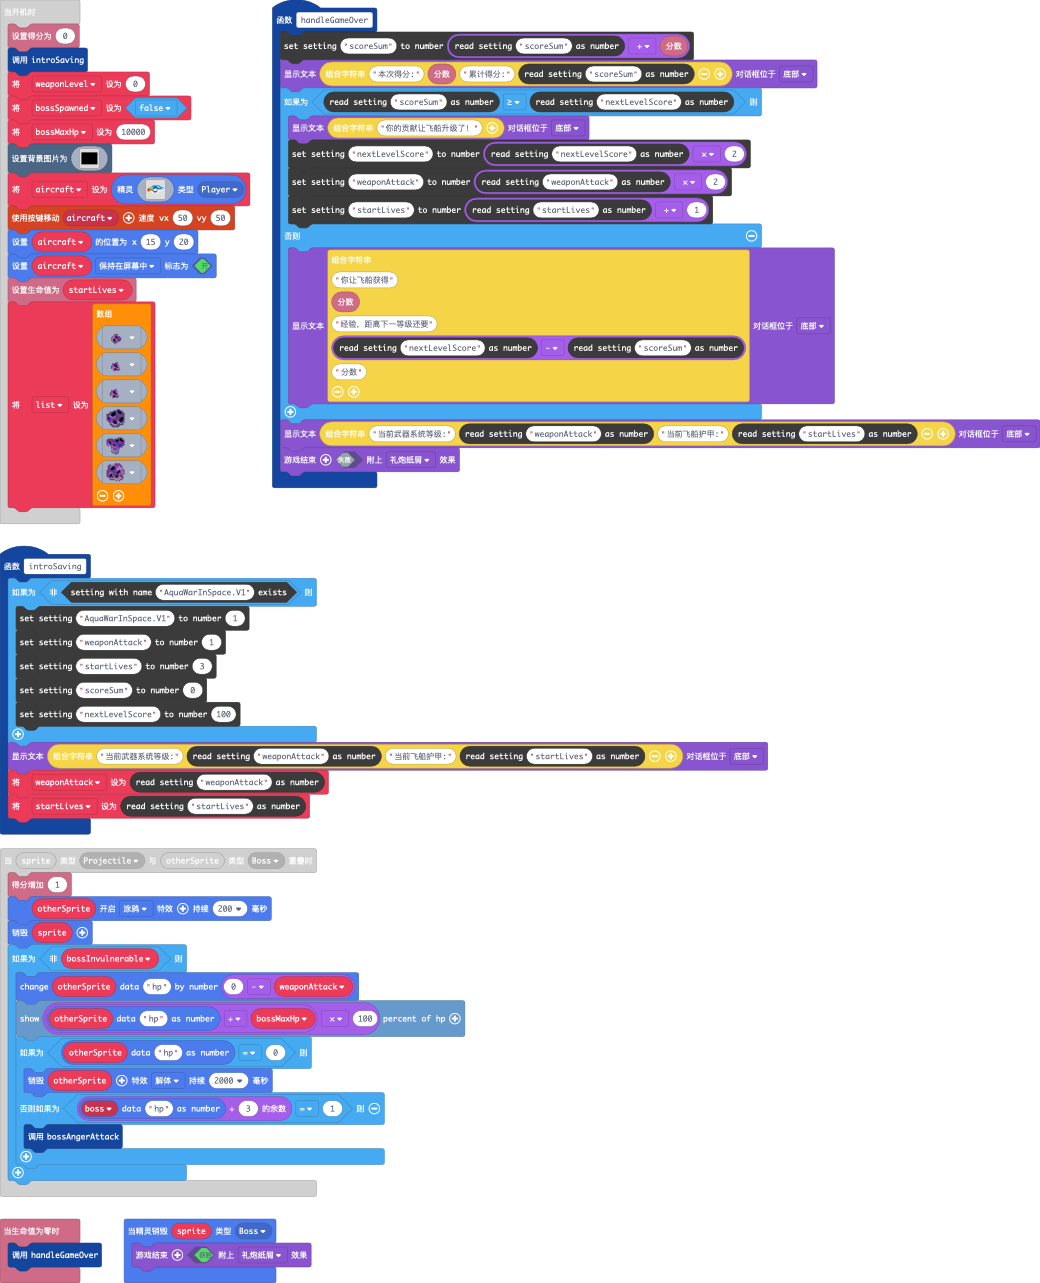 当开机时
设置得分为 0
调用 introSaving
将 weaponLevel 设为 0
将 bossSpawned 设为 false
将 bossMaxHp 设为 10000
设置背景图片为
将 aircraft 设为 精灵 类型 Player
使用按键移动 aircraft 速度 vx 50 vy 50
设置 aircraft 的位置为 x 15 y 20
设置 aircraft 保持在屏幕中 标志为 开
设置生命值为 startLives
将 list 设为 数组
函数 handleGameOver
set setting "scoreSum" to number read setting "scoreSum" as number + 分数
显示文本 组合字符串 "本次得分:" 分数 "累计得分:" read setting "scoreSum" as number 对话框位于 底部
如果为 read setting "scoreSum" as number ≥ read setting "nextLevelScore" as number 则
显示文本 组合字符串 "你的贡献让飞船升级了!" 对话框位于 底部
set setting "nextLevelScore" to number read setting "nextLevelScore" as number × 2
set setting "weaponAttack" to number read setting "weaponAttack" as number × 2
set setting "startLives" to number read setting "startLives" as number + 1
否则
显示文本 组合字符串
"你让飞船获得"
分数
"经验，距离下一等级还要"
read setting "nextLevelScore" as number - read setting "scoreSum" as number
"分数"
对话框位于 底部
显示文本 组合字符串 "当前武器系统等级:" read setting "weaponAttack" as number "当前飞船护甲:" read setting "startLives" as number 对话框位于 底部
游戏结束 失败 附上 礼炮纸屑 效果
函数 introSaving
如果为 非 setting with name "AquaWarInSpace.V1" exists 则
set setting "AquaWarInSpace.V1" to number 1
set setting "weaponAttack" to number 1
set setting "startLives" to number 3
set setting "scoreSum" to number 0
set setting "nextLevelScore" to number 100
显示文本 组合字符串 "当前武器系统等级:" read setting "weaponAttack" as number "当前飞船护甲:" read setting "startLives" as number 对话框位于 底部
将 weaponAttack 设为 read setting "weaponAttack" as number
将 startLives 设为 read setting "startLives" as number
当 sprite 类型 Projectile 与 otherSprite 类型 Boss 重叠时
得分增加 1
otherSprite 开启 涂鸦 特效 持续 200 毫秒
销毁 sprite
如果为 非 bossInvulnerable 则
change otherSprite data "hp" by number 0 - weaponAttack
show otherSprite data "hp" as number ÷ bossMaxHp × 100 percent of hp
如果为 otherSprite data "hp" as number = 0 则
销毁 otherSprite 特效 解体 持续 2000 毫秒
否则如果为 boss data "hp" as number ÷ 3 的余数 = 1 则
调用 bossAngerAttack
当生命值为零时
调用 handleGameOver
当精灵销毁 sprite 类型 Boss
游戏结束 获胜 附上 礼炮纸屑 效果